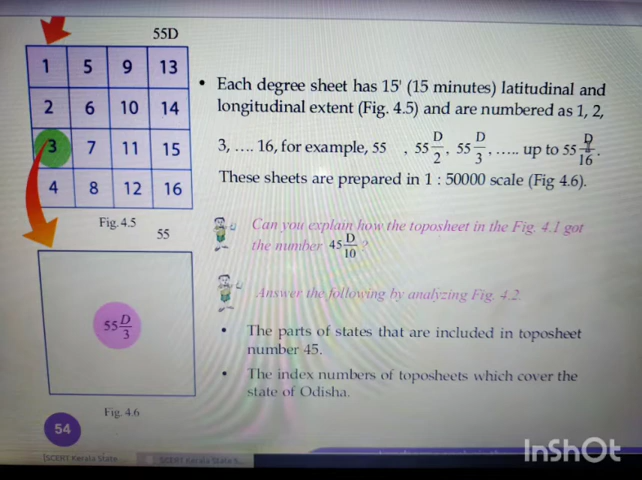 55D
1 5 9 13
2 6 10 14
3 7 11 15
4 8 12 16
Fig. 4.5
• Each degree sheet has 15' (15 minutes) latitudinal and
longitudinal extent (Fig. 4.5) and are numbered as 1, 2,
3, .... 16, for example, 55 , 55 D/2, 55 D/3, ..... up to 55 D/16.
These sheets are prepared in 1 : 50000 scale (Fig 4.6).
Can you explain how the toposheet in the Fig. 4.1 got
the number 45 D/10 ?
Answer the following by analyzing Fig. 4.2.
• The parts of states that are included in toposheet
number 45.
• The index numbers of toposheets which cover the
state of Odisha.
55
55 D/3
Fig. 4.6
54
SCERT Kerala State
SCERT Kerala State S...
InShOt